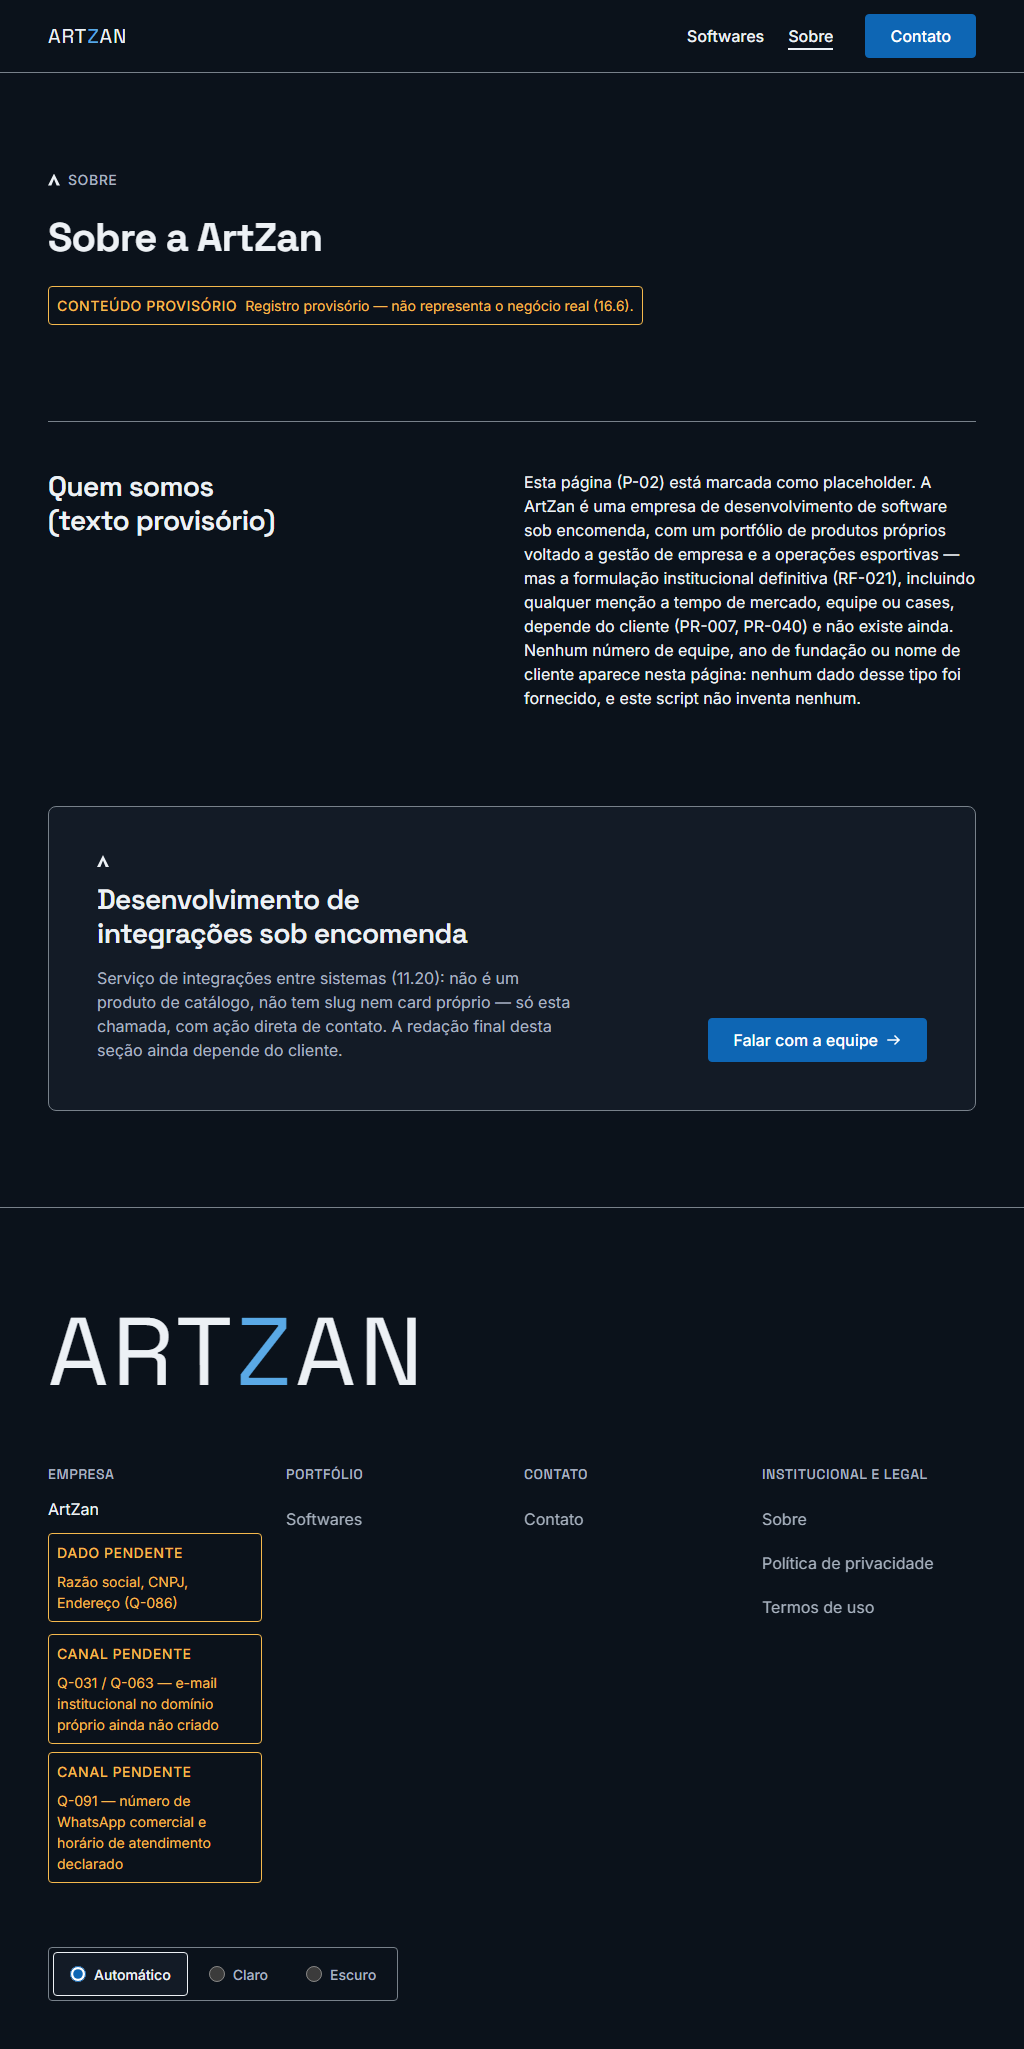 ARTZAN
Softwares
Sobre
Contato
SOBRE
Sobre a ArtZan
CONTEÚDO PROVISÓRIO Registro provisório — não representa o negócio real (16.6).
Quem somos
(texto provisório)
Esta página (P-02) está marcada como placeholder. A
ArtZan é uma empresa de desenvolvimento de software
sob encomenda, com um portfólio de produtos próprios
voltado a gestão de empresa e a operações esportivas —
mas a formulação institucional definitiva (RF-021), incluindo
qualquer menção a tempo de mercado, equipe ou cases,
depende do cliente (PR-007, PR-040) e não existe ainda.
Nenhum número de equipe, ano de fundação ou nome de
cliente aparece nesta página: nenhum dado desse tipo foi
fornecido, e este script não inventa nenhum.
Desenvolvimento de
integrações sob encomenda
Serviço de integrações entre sistemas (11.20): não é um
produto de catálogo, não tem slug nem card próprio — só esta
chamada, com ação direta de contato. A redação final desta
seção ainda depende do cliente.
Falar com a equipe →
ARTZAN
EMPRESA
ArtZan
DADO PENDENTE
Razão social, CNPJ,
Endereço (Q-086)
CANAL PENDENTE
Q-031 / Q-063 — e-mail
institucional no domínio
próprio ainda não criado
CANAL PENDENTE
Q-091 — número de
WhatsApp comercial e
horário de atendimento
declarado
PORTFÓLIO
Softwares
CONTATO
Contato
INSTITUCIONAL E LEGAL
Sobre
Política de privacidade
Termos de uso
Automático
Claro
Escuro